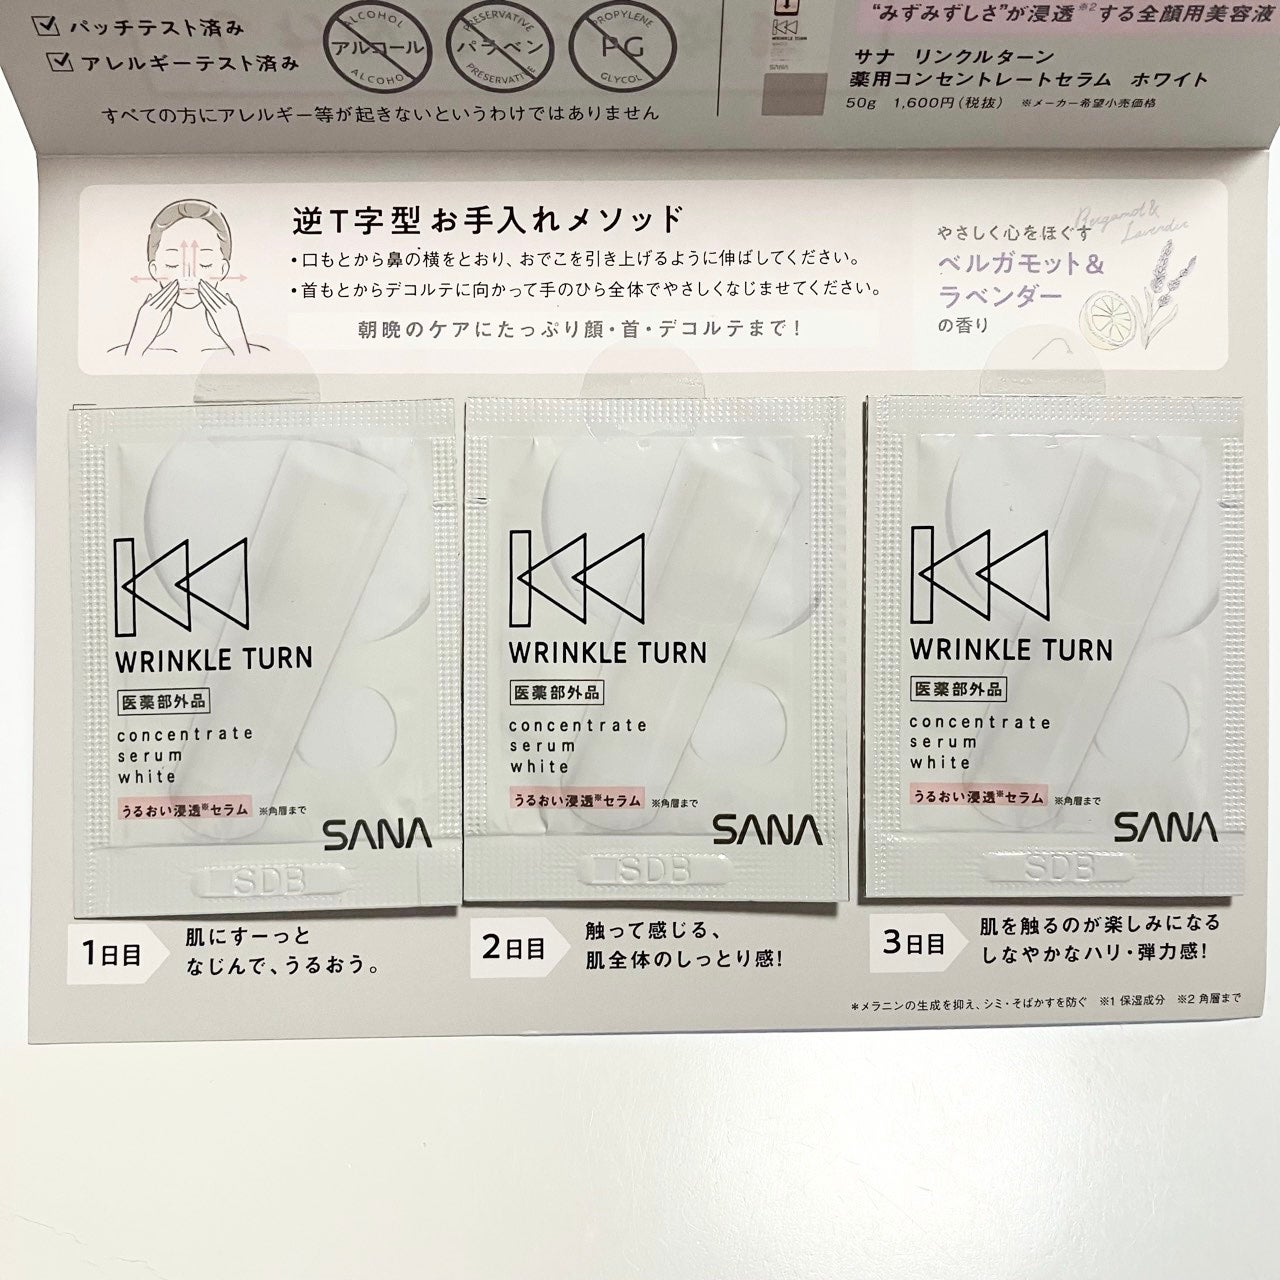 パッチテスト済み
アレルギーテスト済み
ALCOHOL
アルコール
ALCOHOL
PRESERVATIVE
パラベン
PRESERVATIVE
PROPYLENE
PG
GLYCOL
すべての方にアレルギー等が起きないというわけではありません
WRINKLE TURN
SANA
"みずみずしさ"が浸透※2する全顔用美容液
サナ リンクルターン
薬用コンセントレートセラム ホワイト
50g 1,600円(税抜) ※メーカー希望小売価格
逆T字型お手入れメソッド
•口もとから鼻の横をとおり、おでこを引き上げるように伸ばしてください。
•首もとからデコルテに向かって手のひら全体でやさしくなじませてください。
朝晩のケアにたっぷり顔・首・デコルテまで!
Bergamot &
Lavender
やさしく心をほぐす
ベルガモット&
ラベンダー
の香り
WRINKLE TURN
医薬部外品
concentrate
serum
white
うるおい浸透※セラム ※角層まで
SANA
SDB
WRINKLE TURN
医薬部外品
concentrate
serum
white
うるおい浸透※セラム ※角層まで
SANA
SDB
WRINKLE TURN
医薬部外品
concentrate
serum
white
うるおい浸透※セラム ※角層まで
SANA
SDB
1日目
肌にすーっと
なじんで、うるおう。
2日目
触って感じる、
肌全体のしっとり感!
3日目
肌を触るのが楽しみになる
しなやかなハリ・弾力感!
*メラニンの生成を抑え、シミ・そばかすを防ぐ ※1 保湿成分 ※2 角層まで